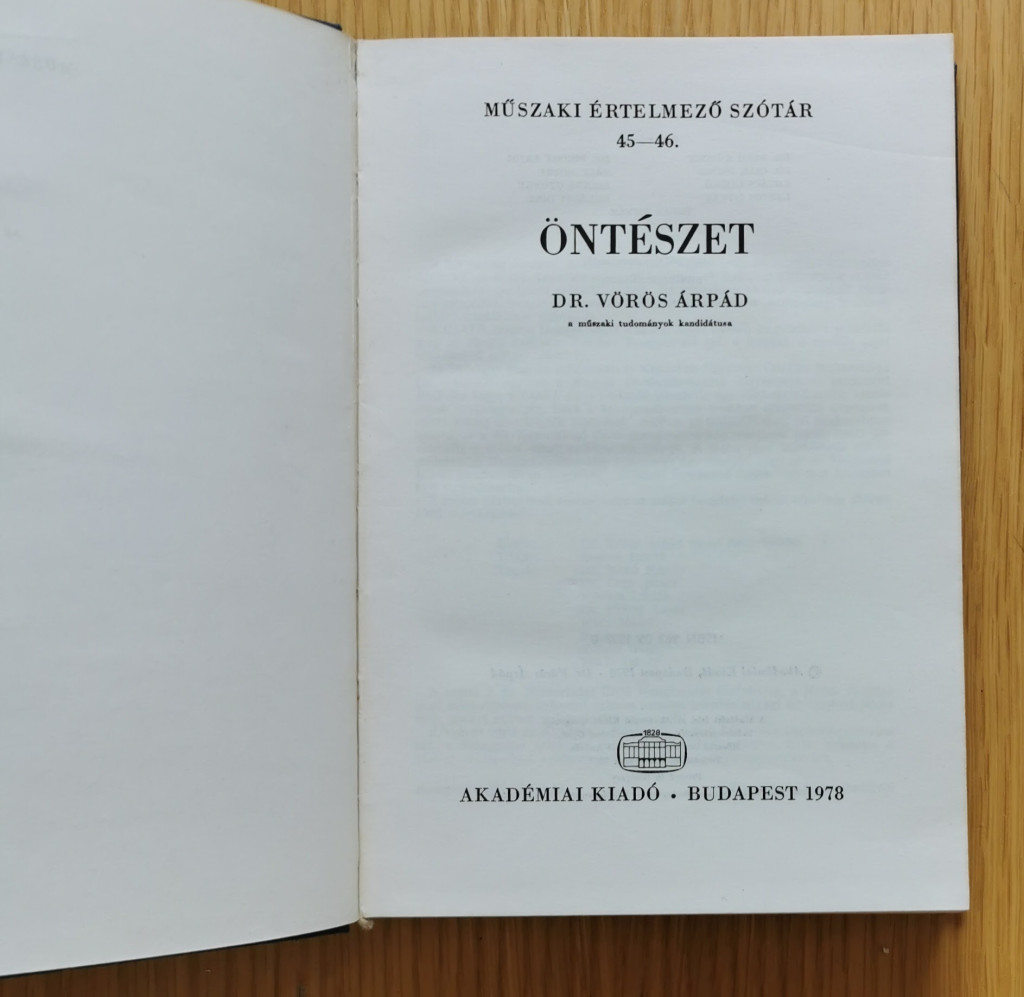 MŰSZAKI ÉRTELMEZŐ SZÓTÁR
45—46.
ÖNTÉSZET
DR. VÖRÖS ÁRPÁD
a műszaki tudományok kandidátusa
1828
AKADÉMIAI KIADÓ • BUDAPEST 1978